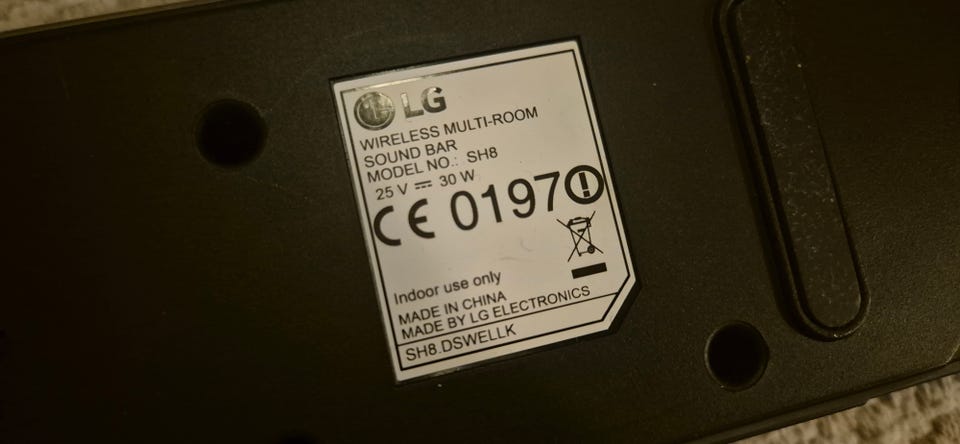 LG
WIRELESS MULTI-ROOM
SOUND BAR
MODEL NO.: SH8
25 V ⎓ 30 W
CE 0197
Indoor use only
MADE IN CHINA
MADE BY LG ELECTRONICS
SH8.DSWELLK